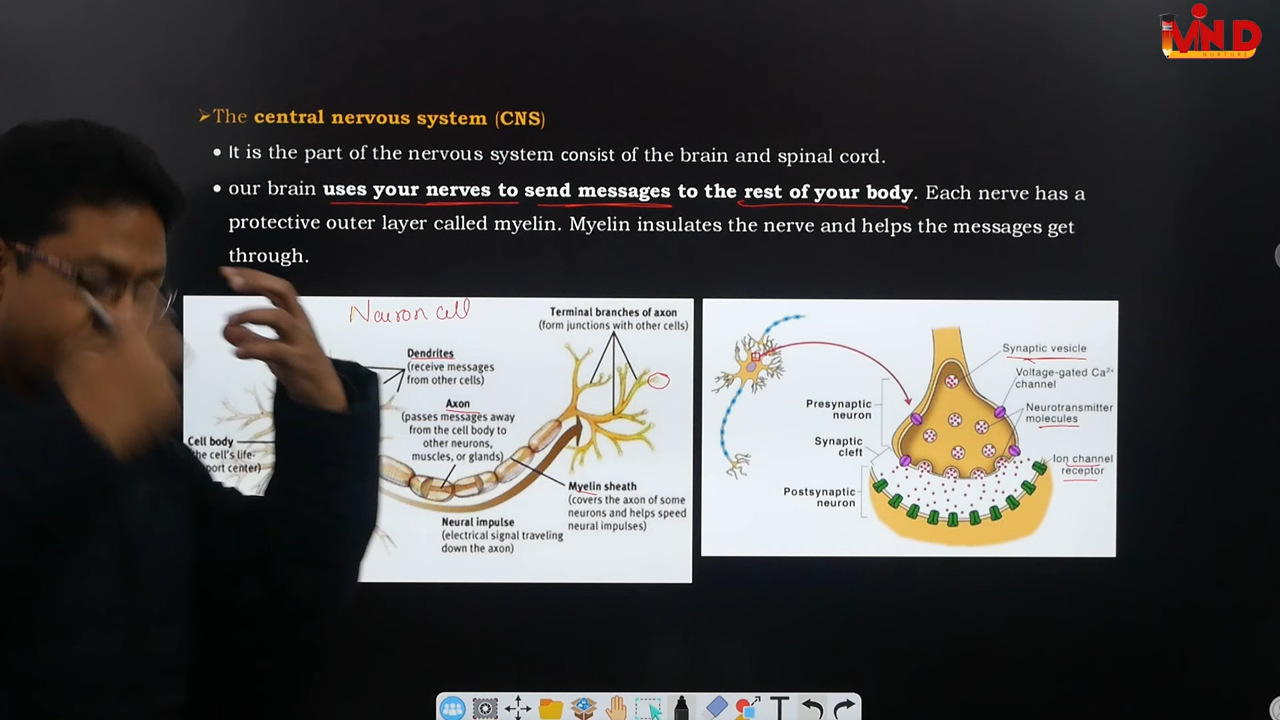 MIND
NURTURE
➢The central nervous system (CNS)
• It is the part of the nervous system consist of the brain and spinal cord.
• our brain uses your nerves to send messages to the rest of your body. Each nerve has a
protective outer layer called myelin. Myelin insulates the nerve and helps the messages get
through.
Neuron cell
Terminal branches of axon
(form junctions with other cells)
Dendrites
(receive messages
from other cells)
Axon
(passes messages away
from the cell body to
other neurons,
muscles, or glands)
Cell body
the cell's life-
port center)
Myelin sheath
(covers the axon of some
neurons and helps speed
neural impulses)
Neural impulse
(electrical signal traveling
down the axon)
Synaptic vesicle
Voltage-gated Ca²⁺
channel
Neurotransmitter
molecules
Presynaptic
neuron
Synaptic
cleft
Ion channel
receptor
Postsynaptic
neuron
T